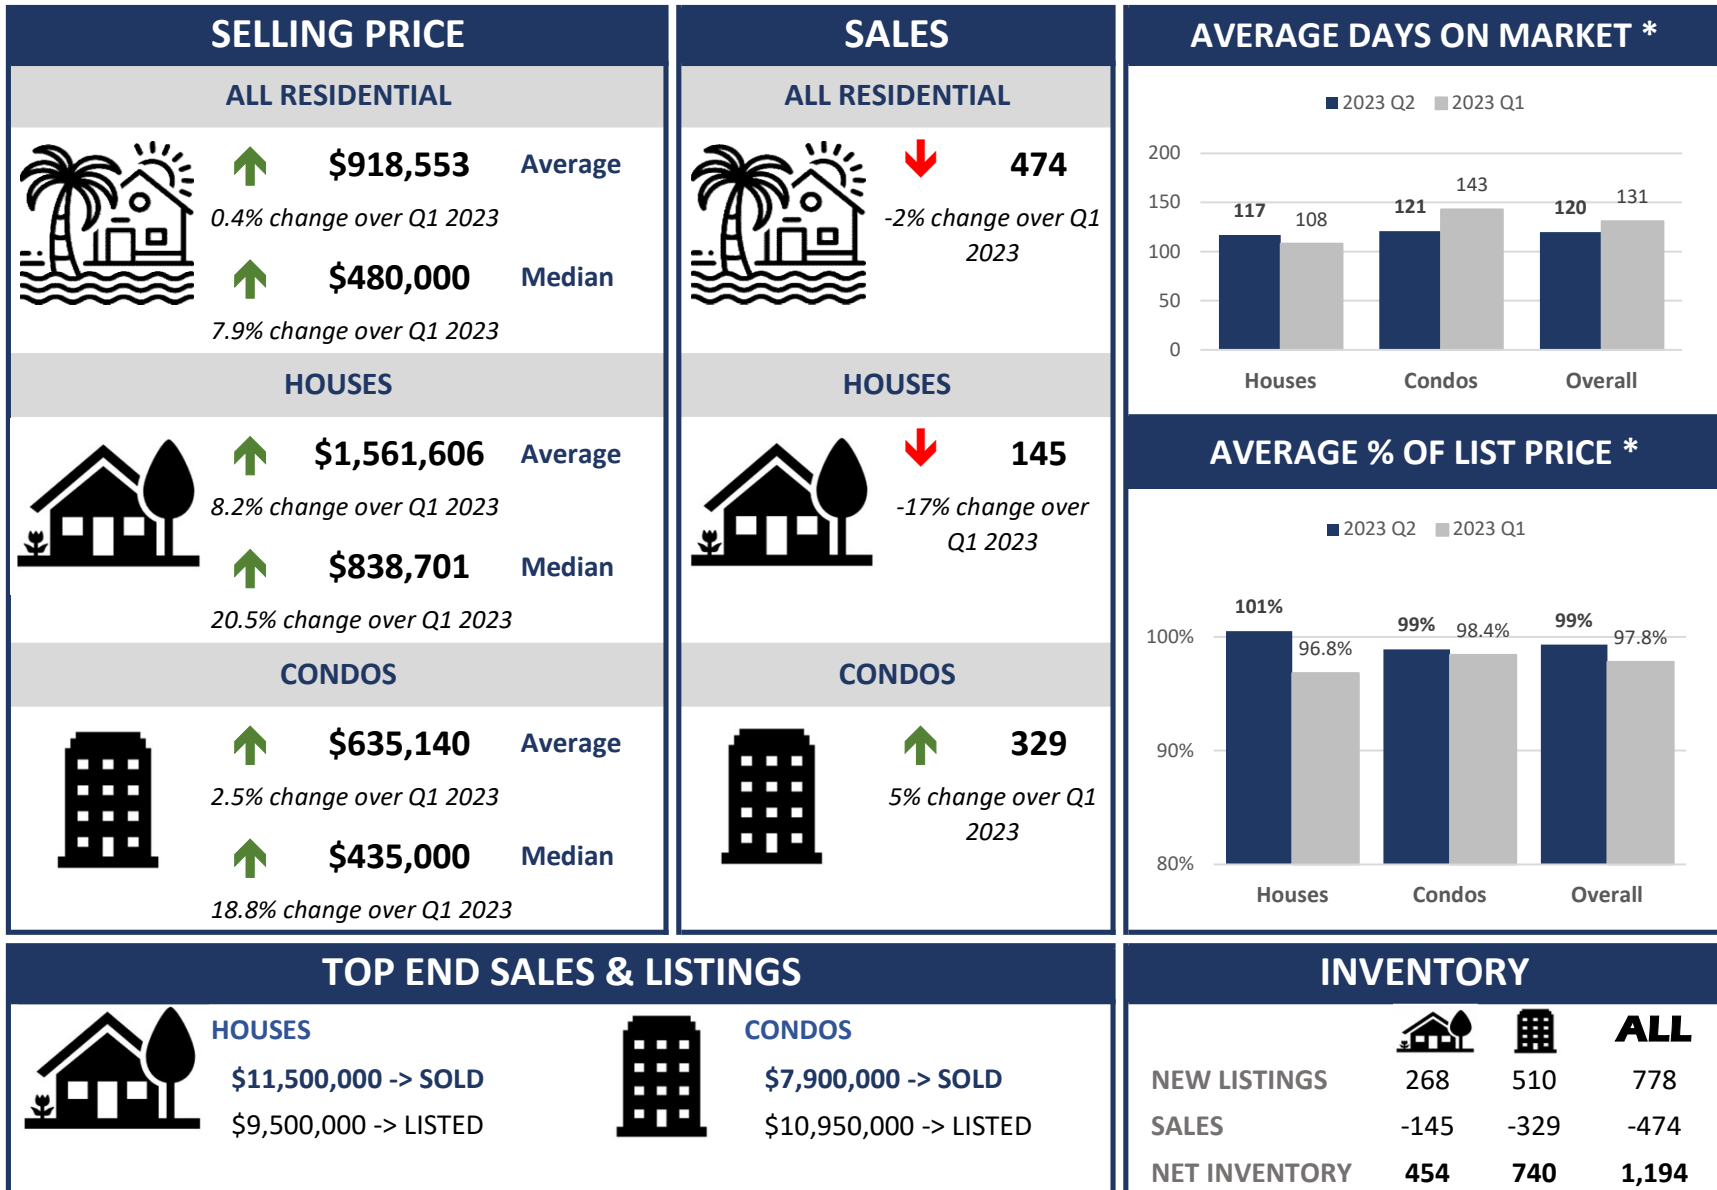 SELLING PRICE
ALL RESIDENTIAL
$918,553 Average
0.4% change over Q1 2023
$480,000 Median
7.9% change over Q1 2023
HOUSES
$1,561,606 Average
8.2% change over Q1 2023
$838,701 Median
20.5% change over Q1 2023
CONDOS
$635,140 Average
2.5% change over Q1 2023
$435,000 Median
18.8% change over Q1 2023
SALES
ALL RESIDENTIAL
474
-2% change over Q1
2023
HOUSES
145
-17% change over
Q1 2023
CONDOS
329
5% change over Q1
2023
AVERAGE DAYS ON MARKET *
2023 Q2 2023 Q1
200
150
100
50
0
117 108 121 143 120 131
Houses Condos Overall
AVERAGE % OF LIST PRICE *
2023 Q2 2023 Q1
100%
90%
80%
101% 96.8% 99% 98.4% 99% 97.8%
Houses Condos Overall
TOP END SALES & LISTINGS
HOUSES
$11,500,000 -> SOLD
$9,500,000 -> LISTED
CONDOS
$7,900,000 -> SOLD
$10,950,000 -> LISTED
INVENTORY
ALL
NEW LISTINGS 268 510 778
SALES -145 -329 -474
NET INVENTORY 454 740 1,194